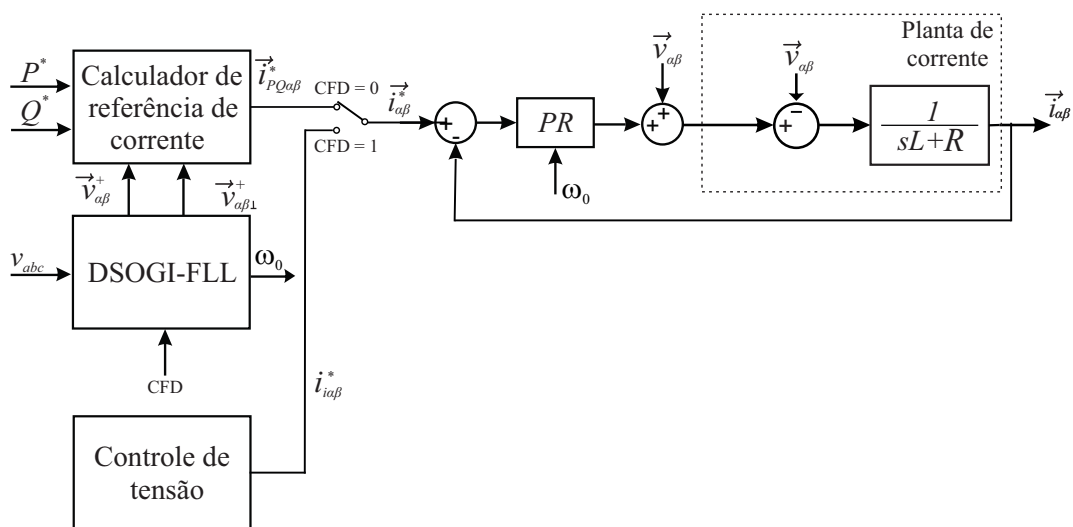 P*
Q*
Calculador de
referência de
corrente
i*PQαβ
CFD = 0
i*αβ
CFD = 1
+
-
PR
ω0
vαβ
+
+
Planta de
corrente
vαβ
−
+
1
sL+R
iαβ
v+αβ
v+αβ⊥
vabc
DSOGI-FLL
ω0
CFD
i*iαβ
Controle de
tensão